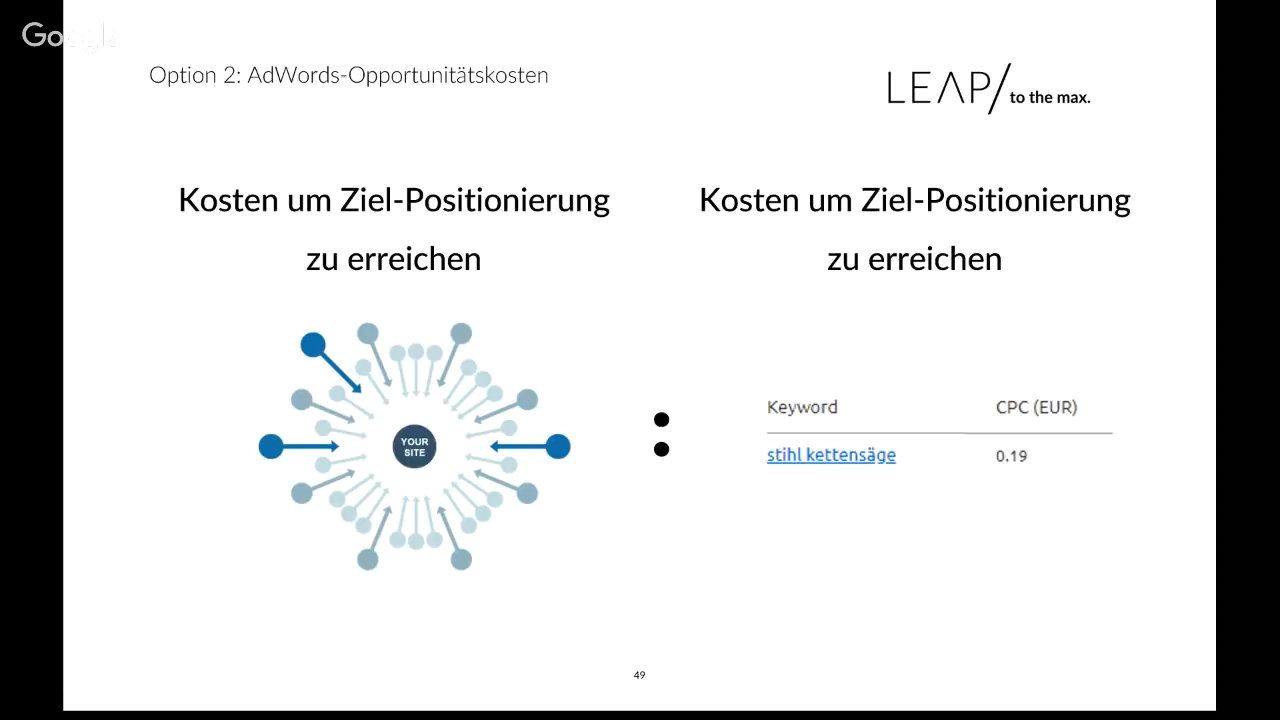 Google
Option 2: AdWords-Opportunitätskosten
LEAP/ to the max.
Kosten um Ziel-Positionierung
zu erreichen
Kosten um Ziel-Positionierung
zu erreichen
YOUR
SITE
:
Keyword CPC (EUR)
stihl kettensäge 0.19
49